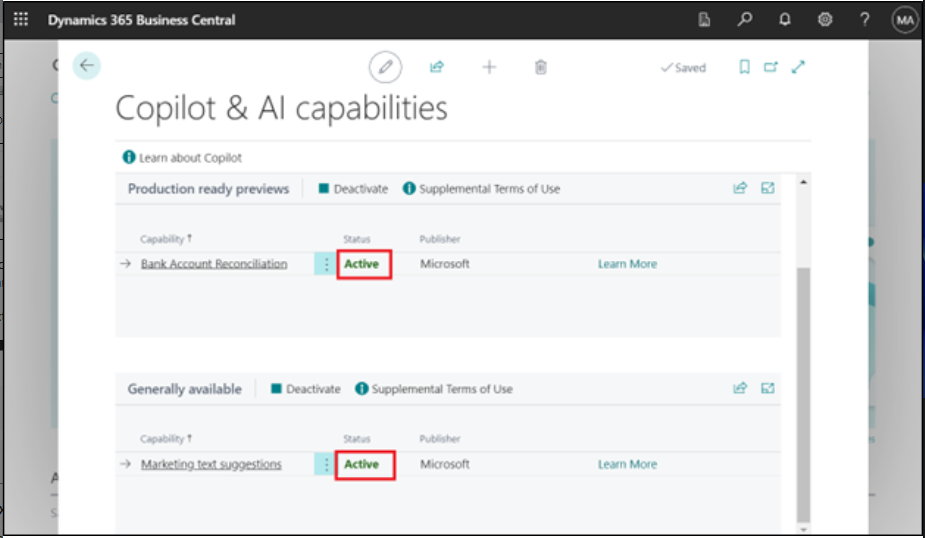 Dynamics 365 Business Central
MA
Saved
Copilot & AI capabilities
Learn about Copilot
Production ready previews Deactivate Supplemental Terms of Use
Capability ↑ Status Publisher
Bank Account Reconciliation Active Microsoft Learn More
Generally available Deactivate Supplemental Terms of Use
Capability ↑ Status Publisher
Marketing text suggestions Active Microsoft Learn More